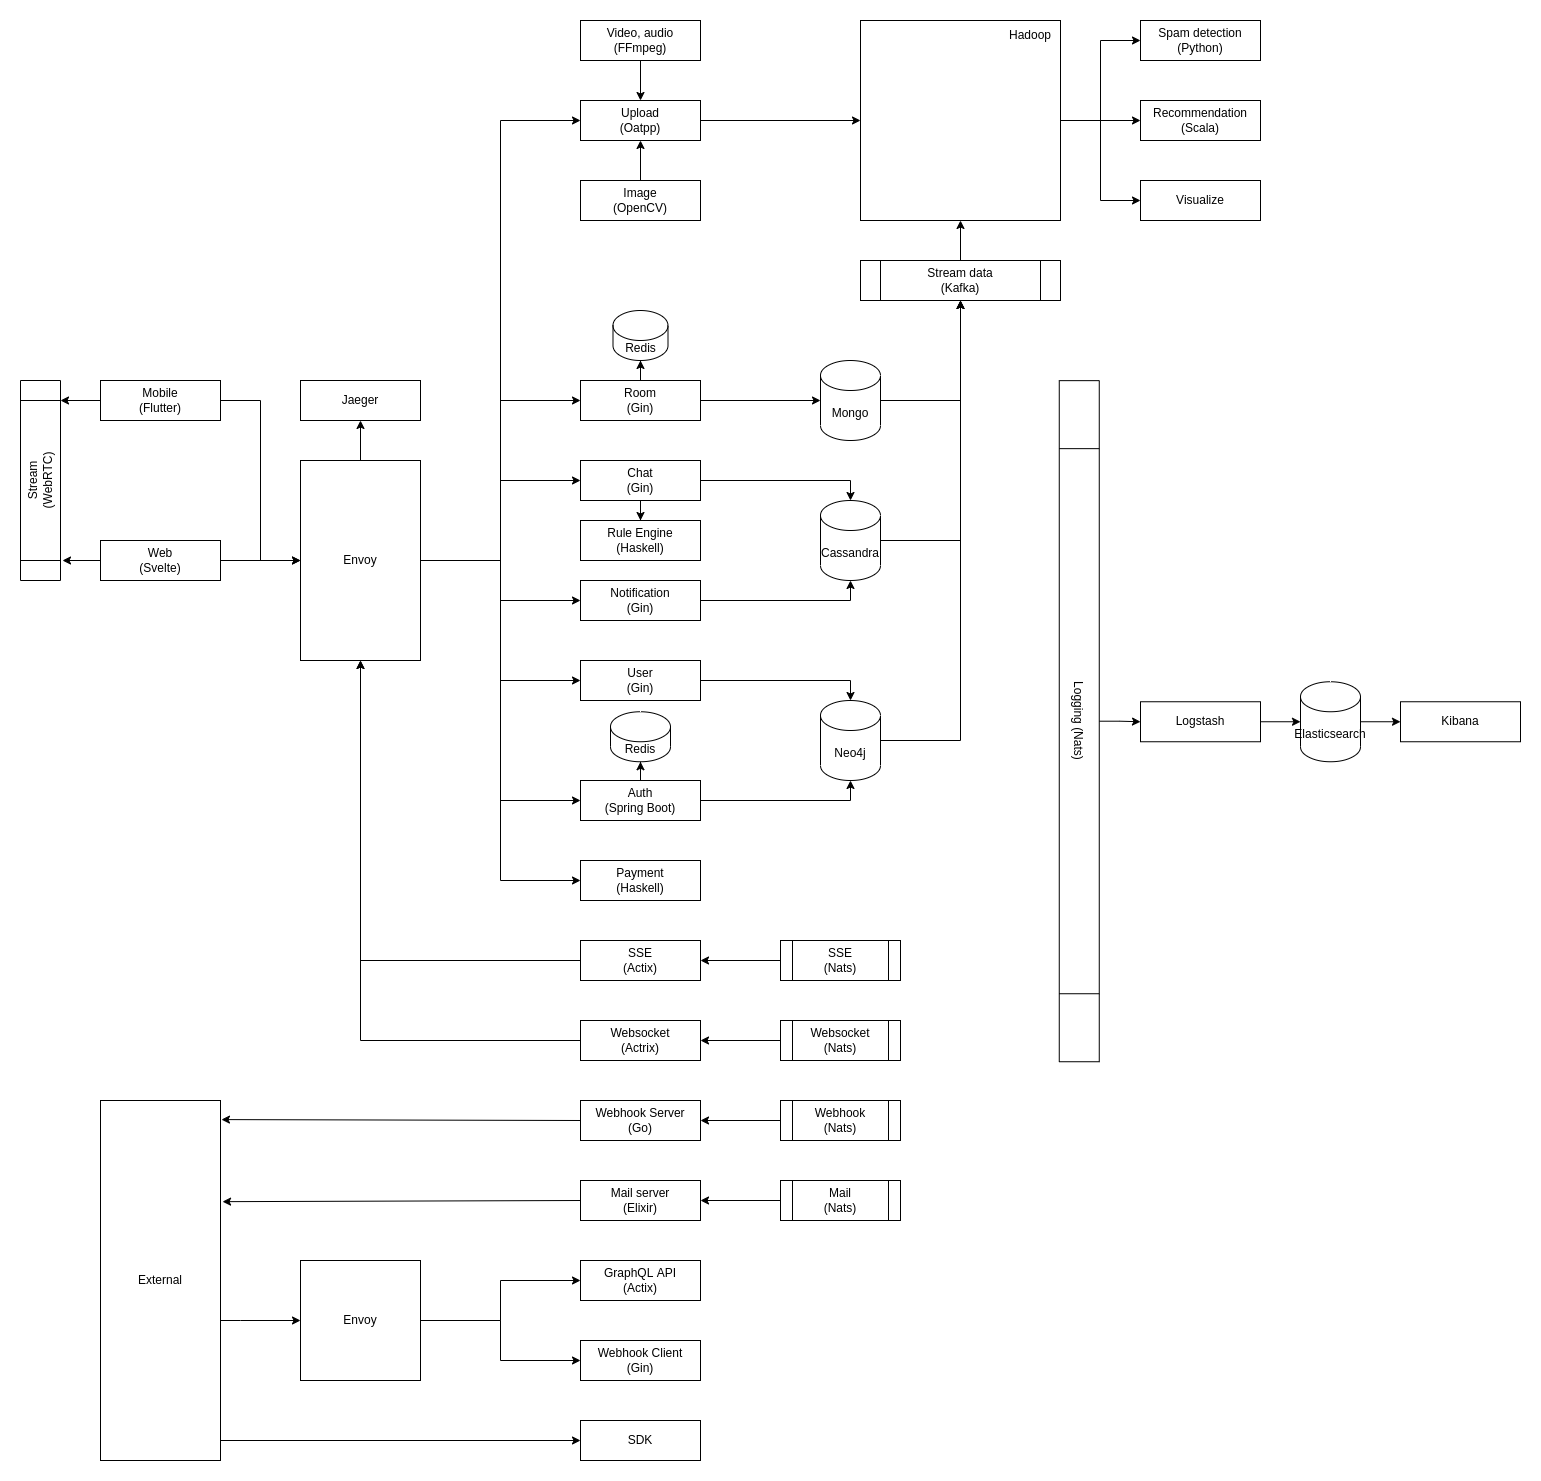 Video, audio
(FFmpeg)
Hadoop
Spam detection
(Python)
Upload
(Oatpp)
Recommendation
(Scala)
Image
(OpenCV)
Visualize
Stream data
(Kafka)
Redis
Stream
(WebRTC)
Mobile
(Flutter)
Jaeger
Room
(Gin)
Mongo
Chat
(Gin)
Rule Engine
(Haskell)
Cassandra
Web
(Svelte)
Envoy
Notification
(Gin)
User
(Gin)
Redis
Neo4j
Logging (Nats)
Logstash
Elasticsearch
Kibana
Auth
(Spring Boot)
Payment
(Haskell)
SSE
(Actix)
SSE
(Nats)
Websocket
(Actrix)
Websocket
(Nats)
Webhook Server
(Go)
Webhook
(Nats)
Mail server
(Elixir)
Mail
(Nats)
External
Envoy
GraphQL API
(Actix)
Webhook Client
(Gin)
SDK